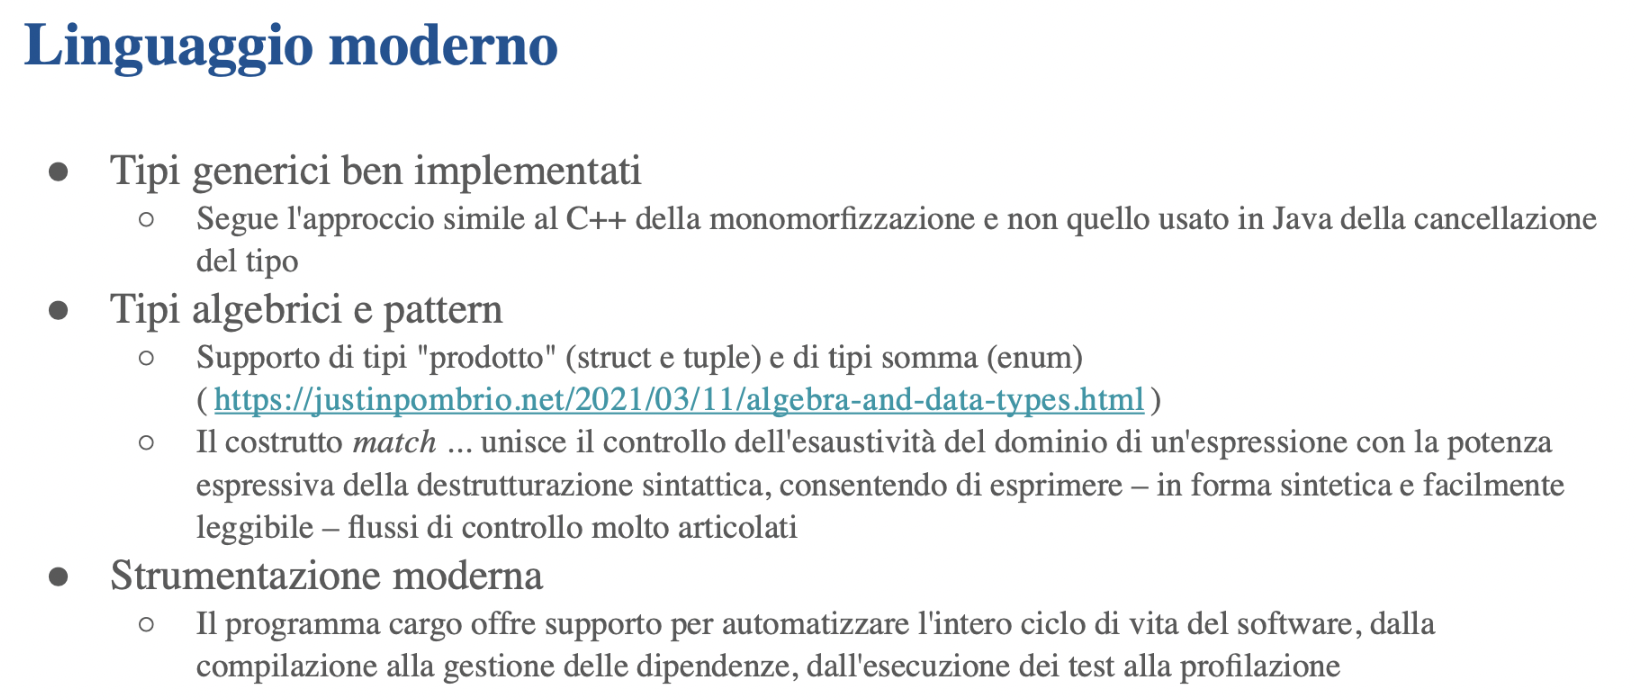 Linguaggio moderno
● Tipi generici ben implementati
○ Segue l'approccio simile al C++ della monomorfizzazione e non quello usato in Java della cancellazione
del tipo
● Tipi algebrici e pattern
○ Supporto di tipi "prodotto" (struct e tuple) e di tipi somma (enum)
( https://justinpombrio.net/2021/03/11/algebra-and-data-types.html )
○ Il costrutto match ... unisce il controllo dell'esaustività del dominio di un'espressione con la potenza
espressiva della destrutturazione sintattica, consentendo di esprimere – in forma sintetica e facilmente
leggibile – flussi di controllo molto articolati
● Strumentazione moderna
○ Il programma cargo offre supporto per automatizzare l'intero ciclo di vita del software, dalla
compilazione alla gestione delle dipendenze, dall'esecuzione dei test alla profilazione